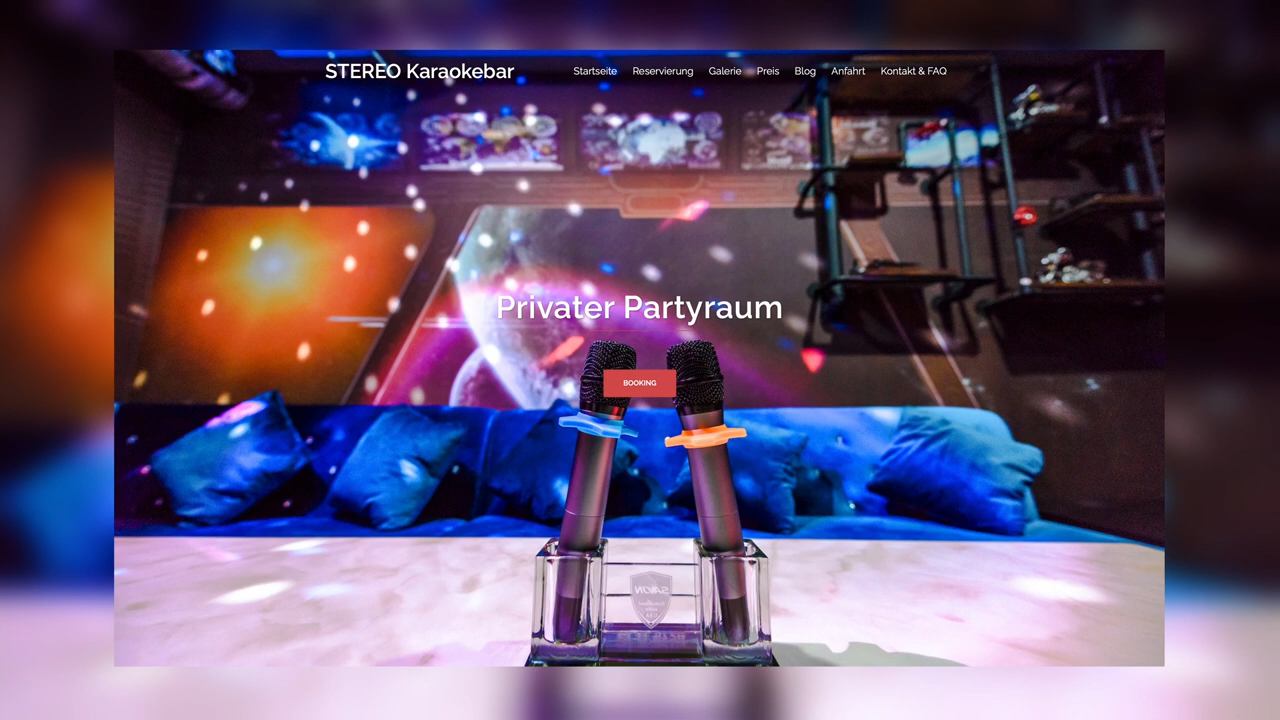 STEREO Karaokebar
Startseite Reservierung Galerie Preis Blog Anfahrt Kontakt & FAQ
Privater Partyraum
BOOKING